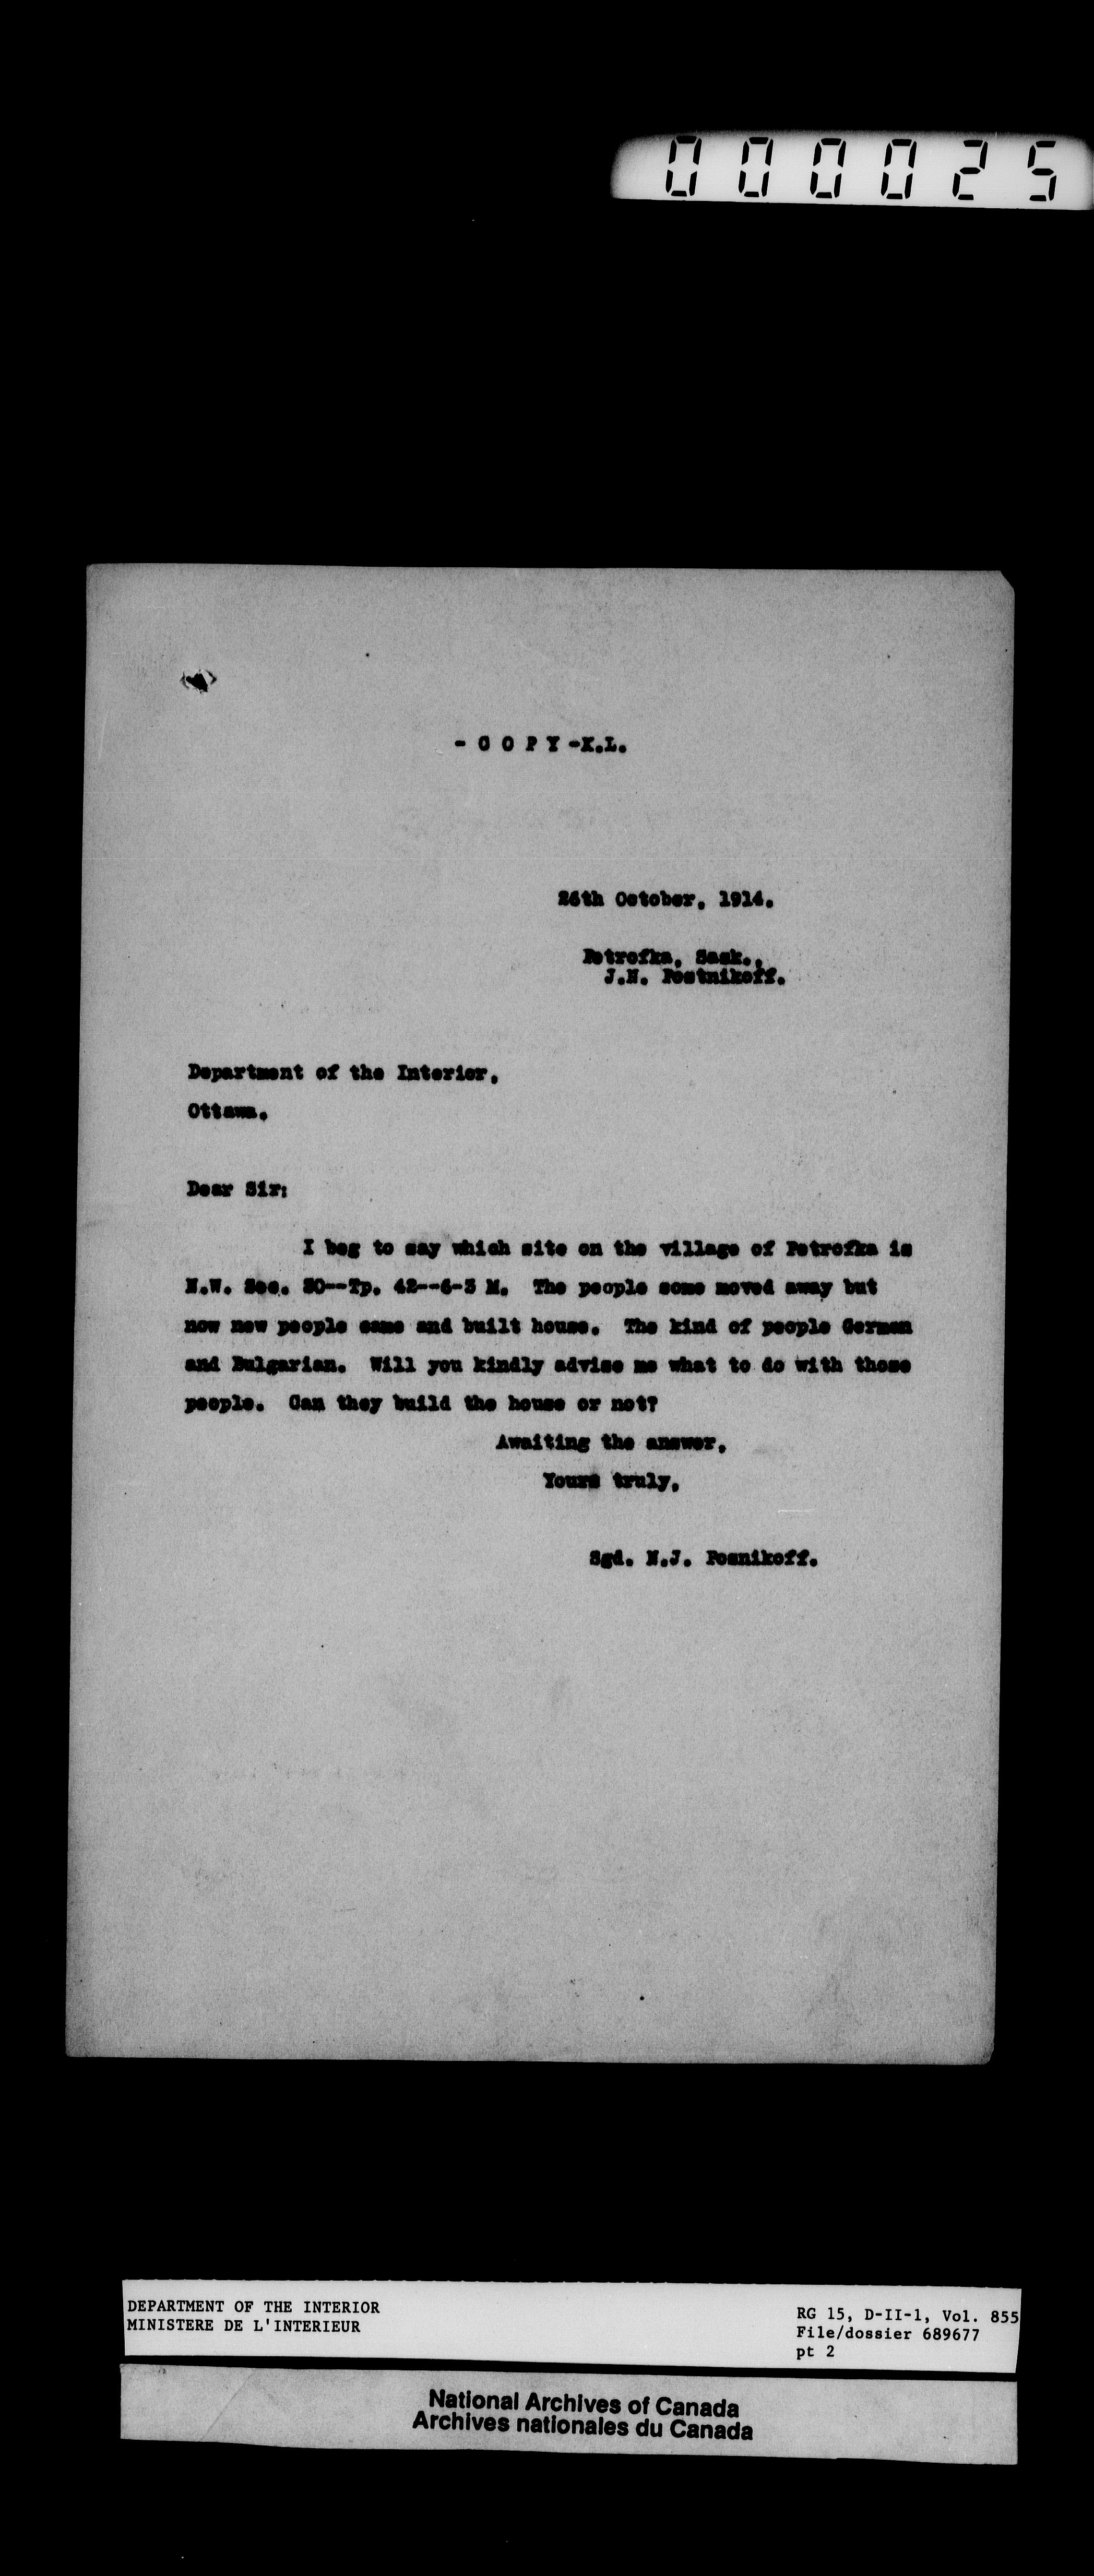 000025
- C O P Y -K.L.
26th October, 1914.
Petrofka, Sask.,
J.N. Postnikoff.
Department of the Interior,
Ottawa.
Dear Sir:
I beg to say which site on the village of Petrofka is
N.W. Sec. 30--Tp. 42--6-3 M. The people some moved away but
now new people came and built house. The kind of people German
and Bulgarian. Will you kindly advise me what to do with those
people. Can they build the house or not?
Awaiting the answer,
Yours truly,
Sgd. N.J. Posnikoff.
DEPARTMENT OF THE INTERIOR
MINISTERE DE L'INTERIEUR
RG 15, D-II-1, Vol. 855
File/dossier 689677
pt 2
National Archives of Canada
Archives nationales du Canada